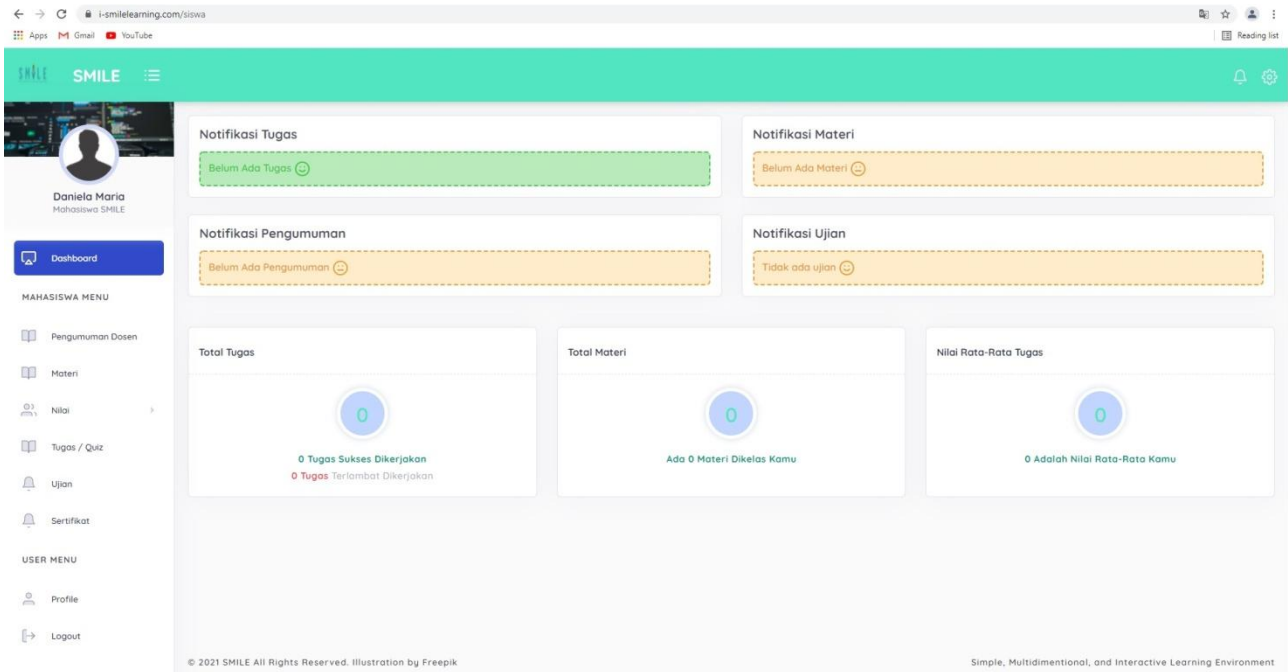 i-smilelearning.com/siswa
Apps Gmail YouTube Reading list
SMILE SMILE
Daniela Maria
Mahasiswa SMILE
Dashboard
MAHASISWA MENU
Pengumuman Dosen
Materi
Nilai
Tugas / Quiz
Ujian
Sertifikat
USER MENU
Profile
Logout
Notifikasi Tugas
Belum Ada Tugas
Notifikasi Materi
Belum Ada Materi
Notifikasi Pengumuman
Belum Ada Pengumuman
Notifikasi Ujian
Tidak ada ujian
Total Tugas
0
0 Tugas Sukses Dikerjakan
0 Tugas Terlambat Dikerjakan
Total Materi
0
Ada 0 Materi Dikelas Kamu
Nilai Rata-Rata Tugas
0
0 Adalah Nilai Rata-Rata Kamu
© 2021 SMILE All Rights Reserved. Illustration by Freepik
Simple, Multidimentional, and Interactive Learning Environment